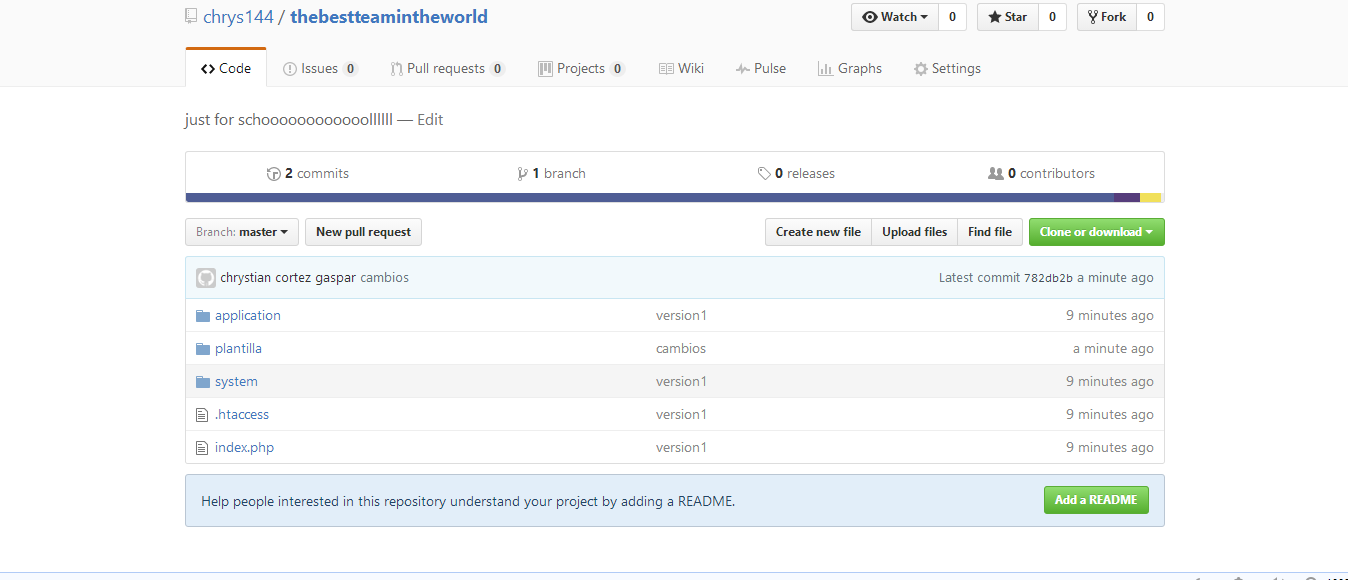 chrys144 / thebestteamintheworld
Watch 0 Star 0 Fork 0
Code Issues 0 Pull requests 0 Projects 0 Wiki Pulse Graphs Settings
just for schoooooooooooollllll — Edit
2 commits 1 branch 0 releases 0 contributors
Branch: master New pull request Create new file Upload files Find file Clone or download
chrystian cortez gaspar cambios Latest commit 782db2b a minute ago
application version1 9 minutes ago
plantilla cambios a minute ago
system version1 9 minutes ago
.htaccess version1 9 minutes ago
index.php version1 9 minutes ago
Help people interested in this repository understand your project by adding a README. Add a README